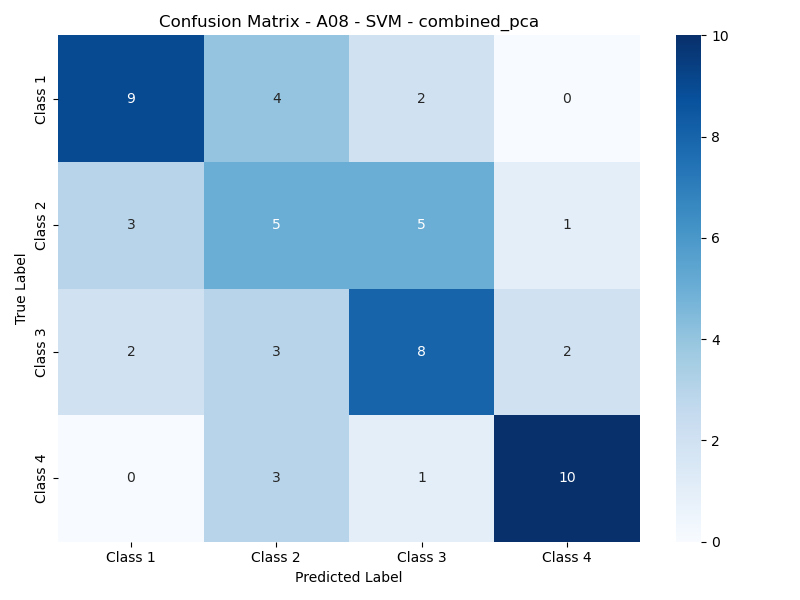 Confusion Matrix - A08 - SVM - combined_pca
True Label
Class 1
9 4 2 0
Class 2
3 5 5 1
Class 3
2 3 8 2
Class 4
0 3 1 10
Class 1 Class 2 Class 3 Class 4
Predicted Label
10
8
6
4
2
0